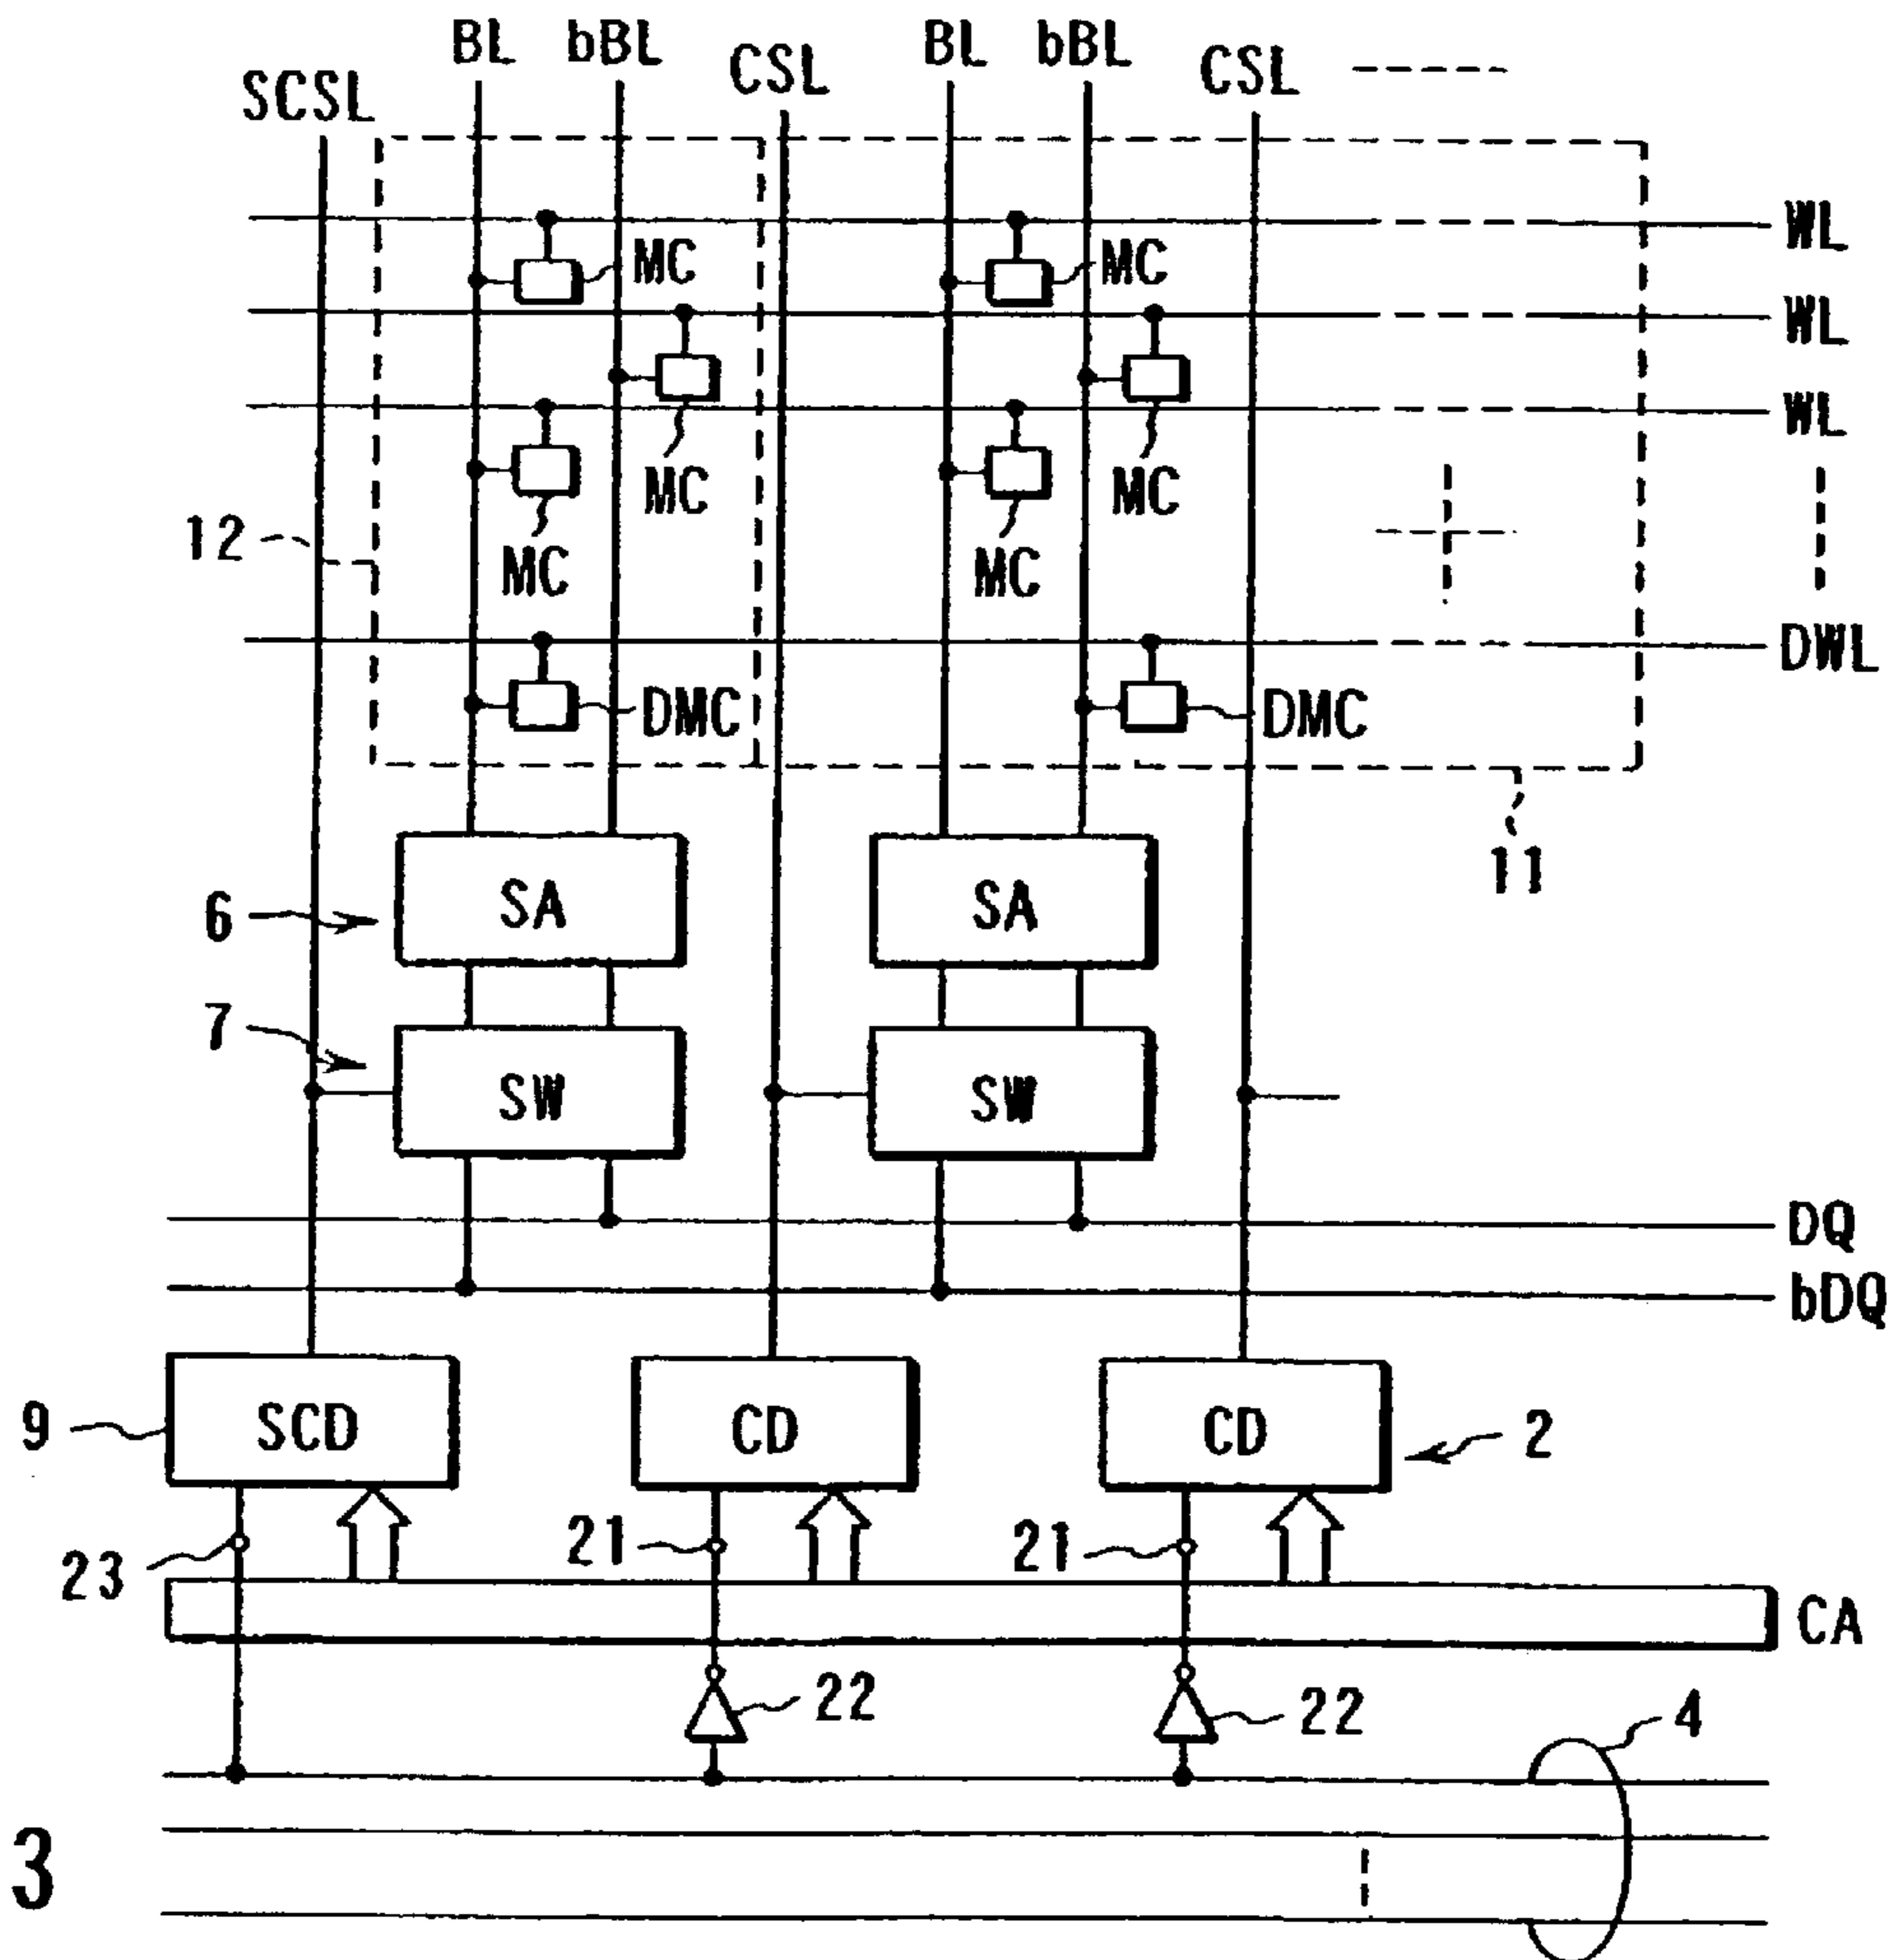 BL bBL BL bBL
SCSL CSL CSL
WL
MC MC
WL
WL
MC MC
12 MC MC
DWL
DMC DMC
11
6 SA SA
7 SW SW
DQ
bDQ
9 SCD CD CD 2
23 21 21
CA
22 22 4
3